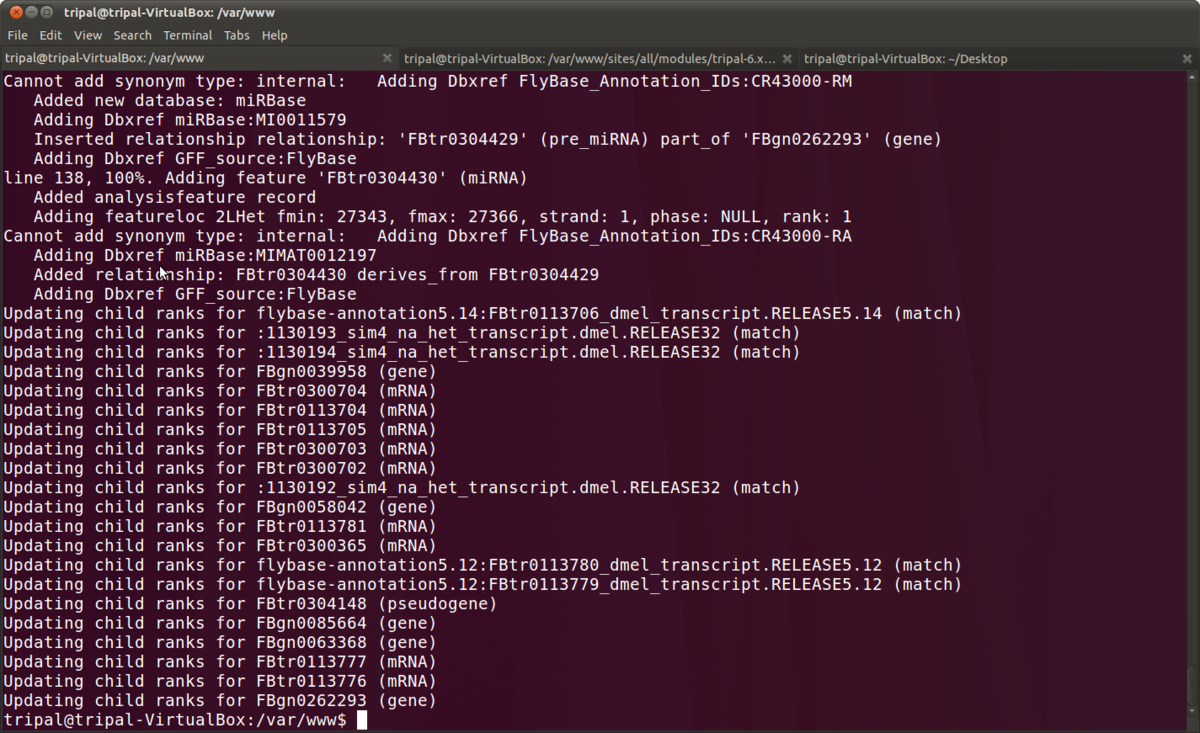 tripal@tripal-VirtualBox: /var/www
File Edit View Search Terminal Tabs Help
tripal@tripal-VirtualBox: /var/www tripal@tripal-VirtualBox: /var/www/sites/all/modules/tripal-6.x... tripal@tripal-VirtualBox: ~/Desktop
Cannot add synonym type: internal:   Adding Dbxref FlyBase_Annotation_IDs:CR43000-RM
   Added new database: miRBase
   Adding Dbxref miRBase:MI0011579
   Inserted relationship relationship: 'FBtr0304429' (pre_miRNA) part_of 'FBgn0262293' (gene)
   Adding Dbxref GFF_source:FlyBase
line 138, 100%. Adding feature 'FBtr0304430' (miRNA)
   Added analysisfeature record
   Adding featureloc 2LHet fmin: 27343, fmax: 27366, strand: 1, phase: NULL, rank: 1
Cannot add synonym type: internal:   Adding Dbxref FlyBase_Annotation_IDs:CR43000-RA
   Adding Dbxref miRBase:MIMAT0012197
   Added relationship: FBtr0304430 derives_from FBtr0304429
   Adding Dbxref GFF_source:FlyBase
Updating child ranks for flybase-annotation5.14:FBtr0113706_dmel_transcript.RELEASE5.14 (match)
Updating child ranks for :1130193_sim4_na_het_transcript.dmel.RELEASE32 (match)
Updating child ranks for :1130194_sim4_na_het_transcript.dmel.RELEASE32 (match)
Updating child ranks for FBgn0039958 (gene)
Updating child ranks for FBtr0300704 (mRNA)
Updating child ranks for FBtr0113704 (mRNA)
Updating child ranks for FBtr0113705 (mRNA)
Updating child ranks for FBtr0300703 (mRNA)
Updating child ranks for FBtr0300702 (mRNA)
Updating child ranks for :1130192_sim4_na_het_transcript.dmel.RELEASE32 (match)
Updating child ranks for FBgn0058042 (gene)
Updating child ranks for FBtr0113781 (mRNA)
Updating child ranks for FBtr0300365 (mRNA)
Updating child ranks for flybase-annotation5.12:FBtr0113780_dmel_transcript.RELEASE5.12 (match)
Updating child ranks for flybase-annotation5.12:FBtr0113779_dmel_transcript.RELEASE5.12 (match)
Updating child ranks for FBtr0304148 (pseudogene)
Updating child ranks for FBgn0085664 (gene)
Updating child ranks for FBgn0063368 (gene)
Updating child ranks for FBtr0113777 (mRNA)
Updating child ranks for FBtr0113776 (mRNA)
Updating child ranks for FBgn0262293 (gene)
tripal@tripal-VirtualBox:/var/www$